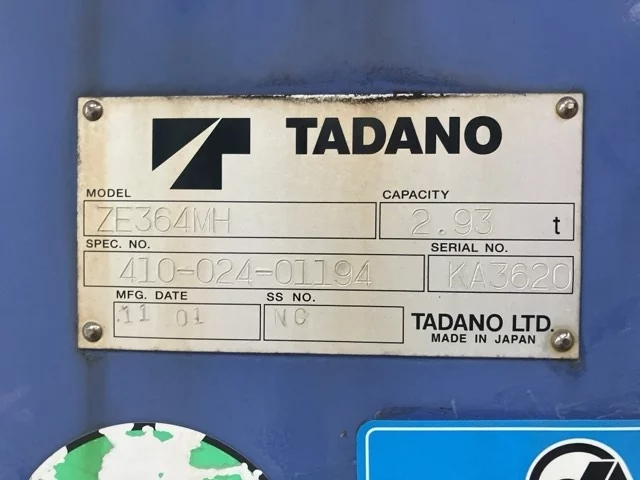 TADANO
MODEL CAPACITY
ZE364MH 2.93 t
SPEC. NO. SERIAL NO.
410-024-01194 KA3620
MFG. DATE SS NO.
11 01 NC
TADANO LTD.
MADE IN JAPAN